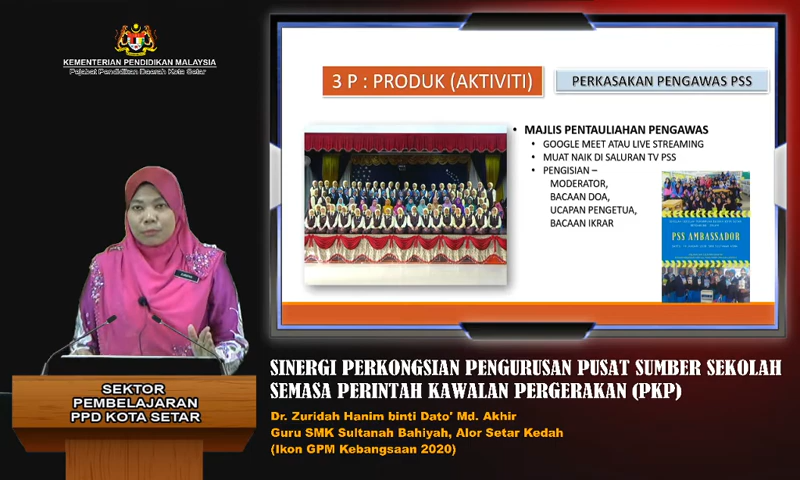 KEMENTERIAN PENDIDIKAN MALAYSIA
Pejabat Pendidikan Daerah Kota Setar
3 P : PRODUK (AKTIVITI)
PERKASAKAN PENGAWAS PSS
• MAJLIS PENTAULIAHAN PENGAWAS
• GOOGLE MEET ATAU LIVE STREAMING
• MUAT NAIK DI SALURAN TV PSS
• PENGISIAN –
MODERATOR,
BACAAN DOA,
UCAPAN PENGETUA,
BACAAN IKRAR
PSS AMBASSADOR
SEKTOR
PEMBELAJARAN
PPD KOTA SETAR
SINERGI PERKONGSIAN PENGURUSAN PUSAT SUMBER SEKOLAH
SEMASA PERINTAH KAWALAN PERGERAKAN (PKP)
Dr. Zuridah Hanim binti Dato' Md. Akhir
Guru SMK Sultanah Bahiyah, Alor Setar Kedah
(Ikon GPM Kebangsaan 2020)